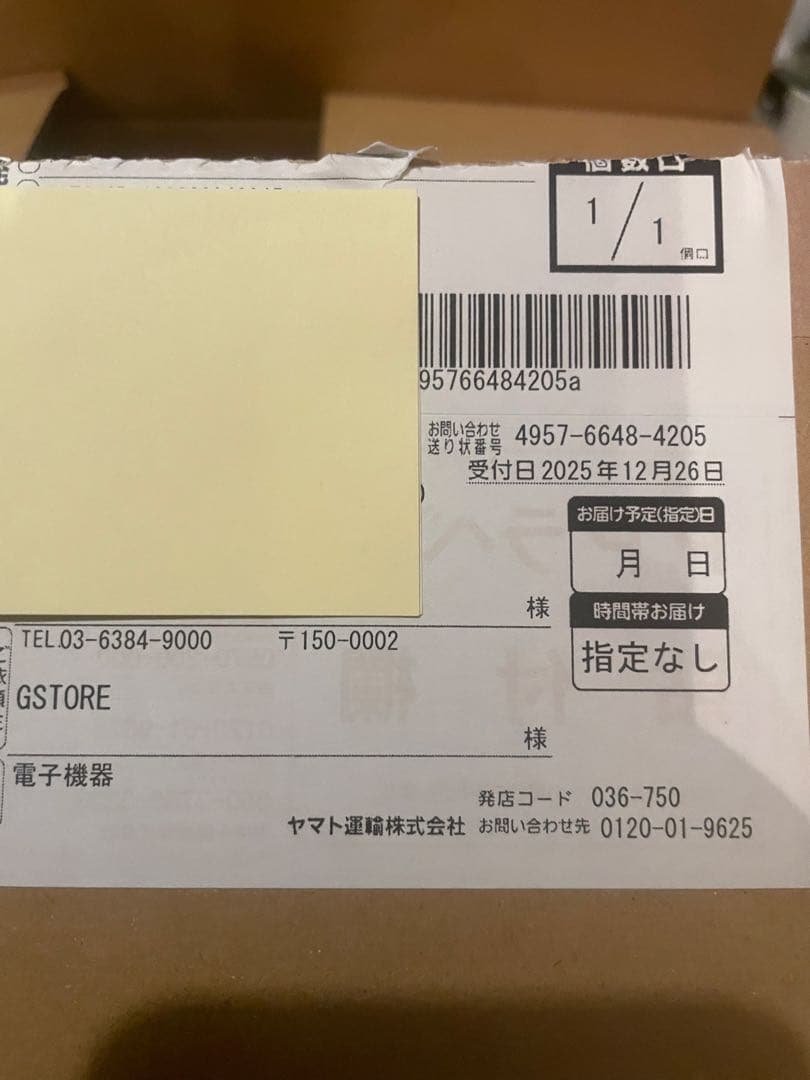 個数口
1/1
個口
95766484205a
お問い合わせ
送り状番号 4957-6648-4205
受付日2025年12月26日
お届け予定(指定)日
月 日
様
時間帯お届け
指定なし
TEL.03-6384-9000 〒150-0002
GSTORE
様
電子機器
発店コード 036-750
ヤマト運輸株式会社 お問い合わせ先 0120-01-9625